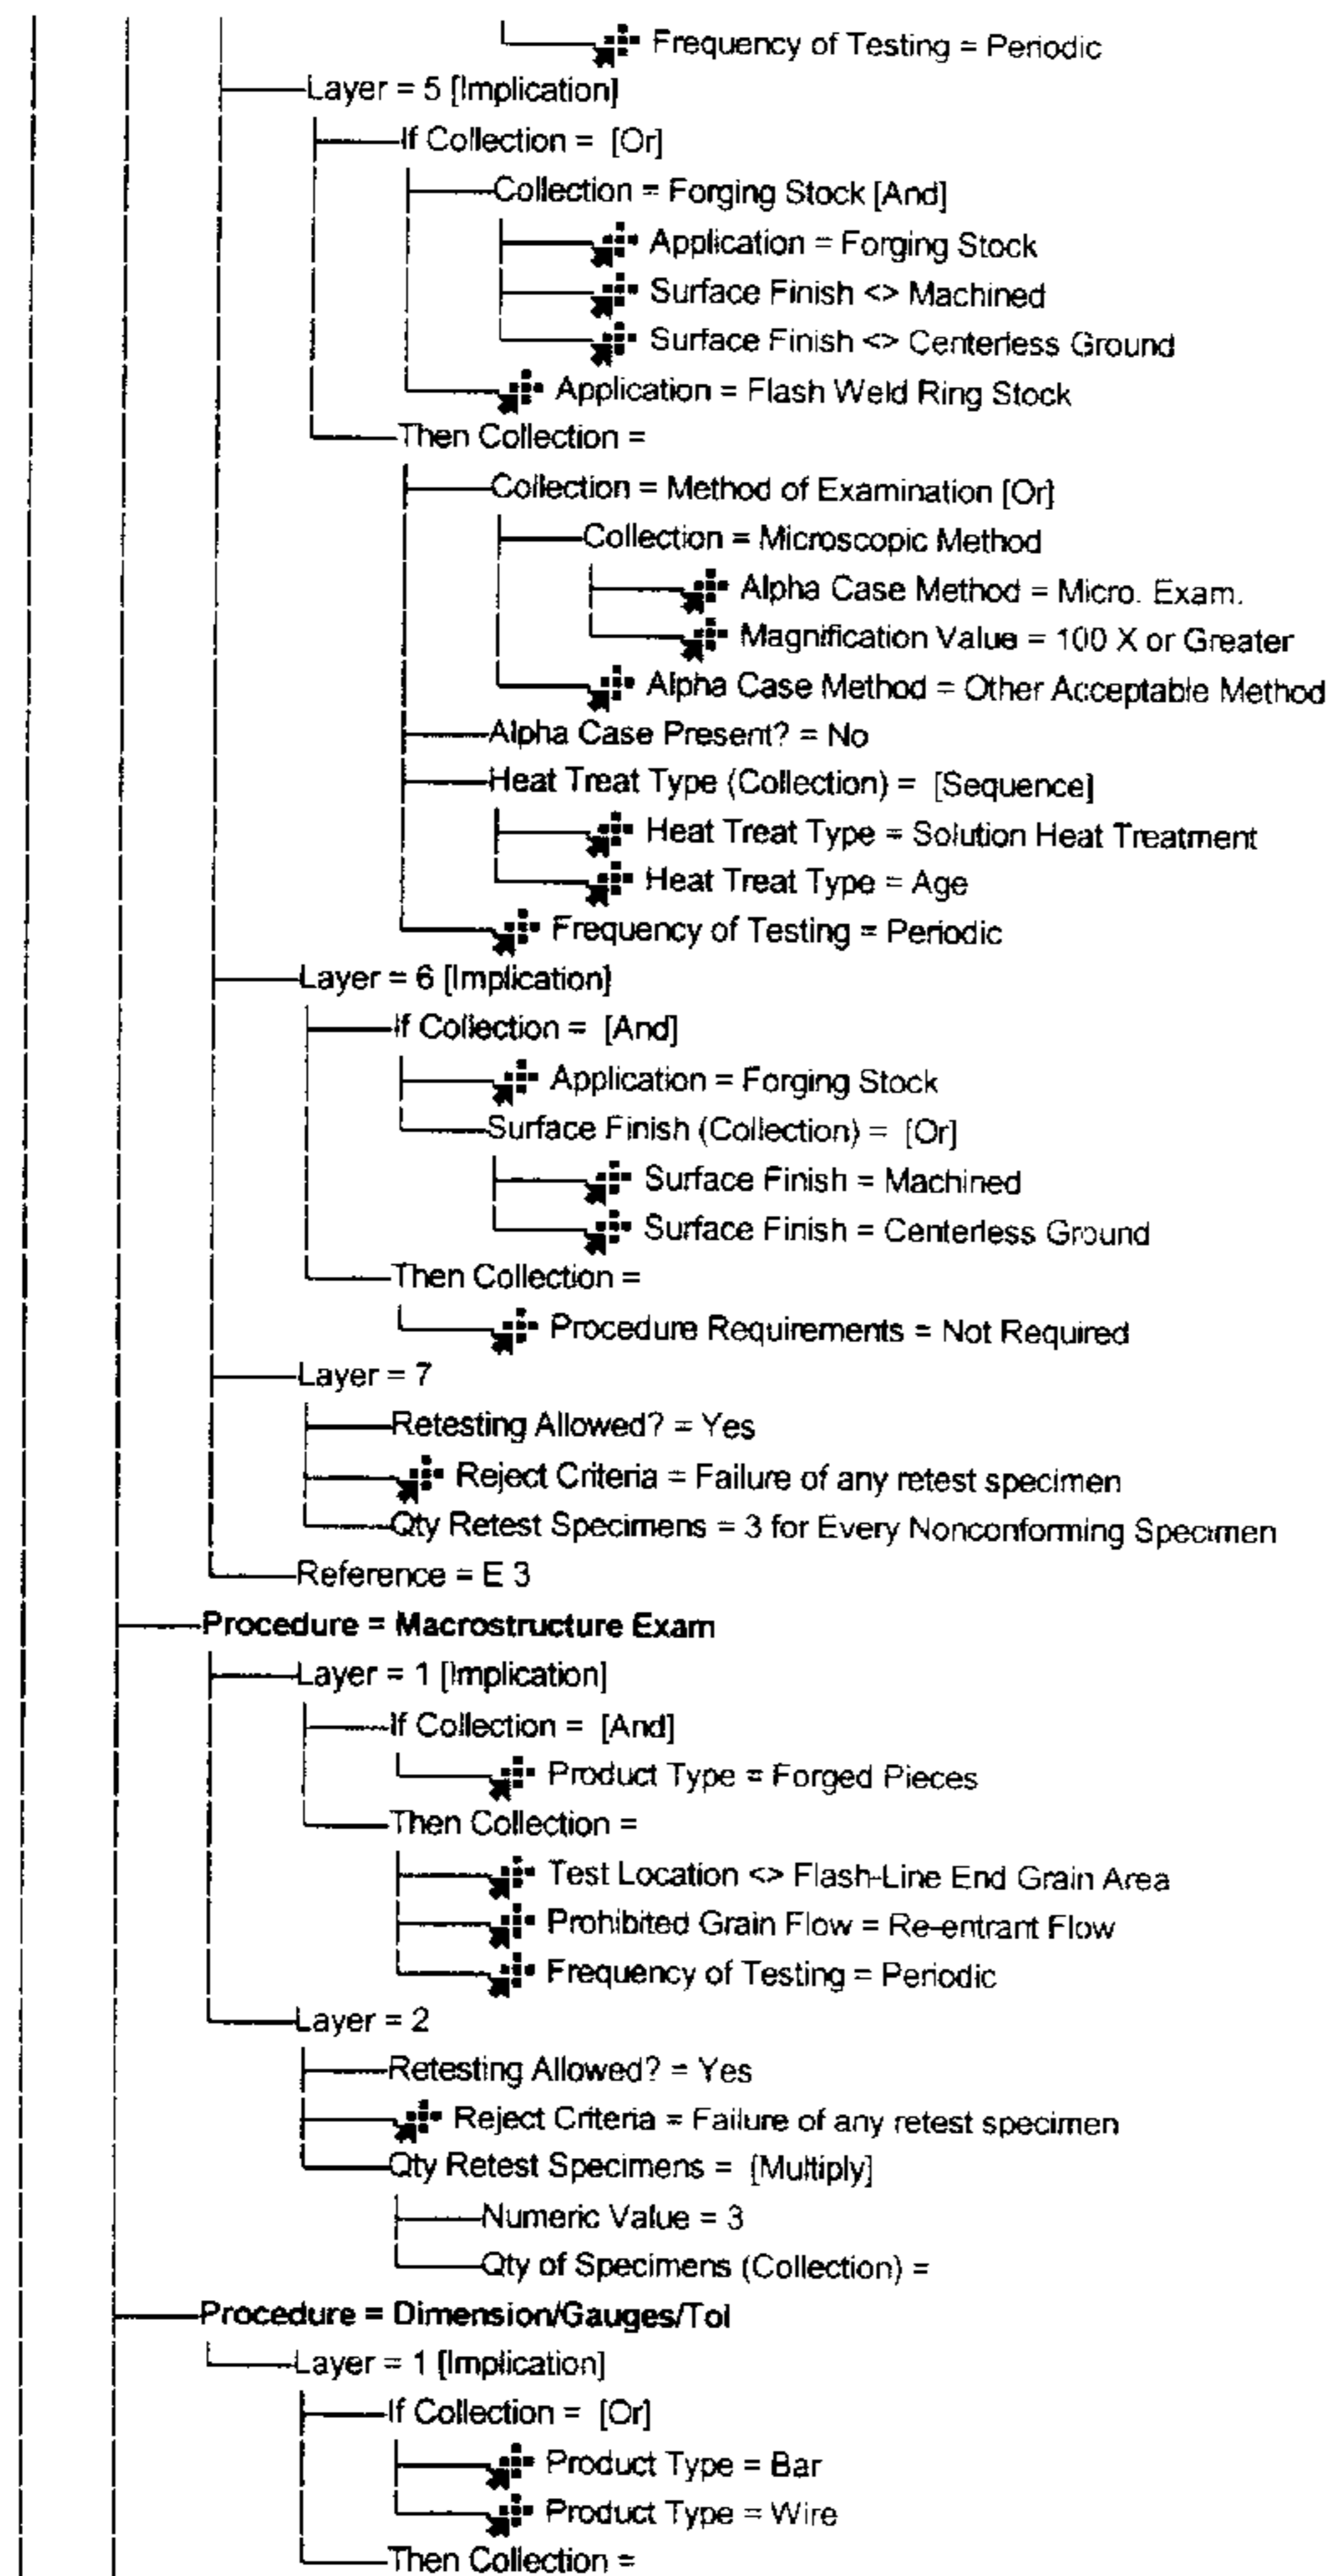 Frequency of Testing = Periodic
Layer = 5 [Implication]
If Collection = [Or]
Collection = Forging Stock [And]
Application = Forging Stock
Surface Finish <> Machined
Surface Finish <> Centerless Ground
Application = Flash Weld Ring Stock
Then Collection =
Collection = Method of Examination [Or]
Collection = Microscopic Method
Alpha Case Method = Micro. Exam.
Magnification Value = 100 X or Greater
Alpha Case Method = Other Acceptable Method
Alpha Case Present? = No
Heat Treat Type (Collection) = [Sequence]
Heat Treat Type = Solution Heat Treatment
Heat Treat Type = Age
Frequency of Testing = Periodic
Layer = 6 [Implication]
If Collection = [And]
Application = Forging Stock
Surface Finish (Collection) = [Or]
Surface Finish = Machined
Surface Finish = Centerless Ground
Then Collection =
Procedure Requirements = Not Required
Layer = 7
Retesting Allowed? = Yes
Reject Criteria = Failure of any retest specimen
Qty Retest Specimens = 3 for Every Nonconforming Specimen
Reference = E 3
Procedure = Macrostructure Exam
Layer = 1 [Implication]
If Collection = [And]
Product Type = Forged Pieces
Then Collection =
Test Location <> Flash-Line End Grain Area
Prohibited Grain Flow = Re-entrant Flow
Frequency of Testing = Periodic
Layer = 2
Retesting Allowed? = Yes
Reject Criteria = Failure of any retest specimen
Qty Retest Specimens = [Multiply]
Numeric Value = 3
Qty of Specimens (Collection) =
Procedure = Dimension/Gauges/Tol
Layer = 1 [Implication]
If Collection = [Or]
Product Type = Bar
Product Type = Wire
Then Collection =